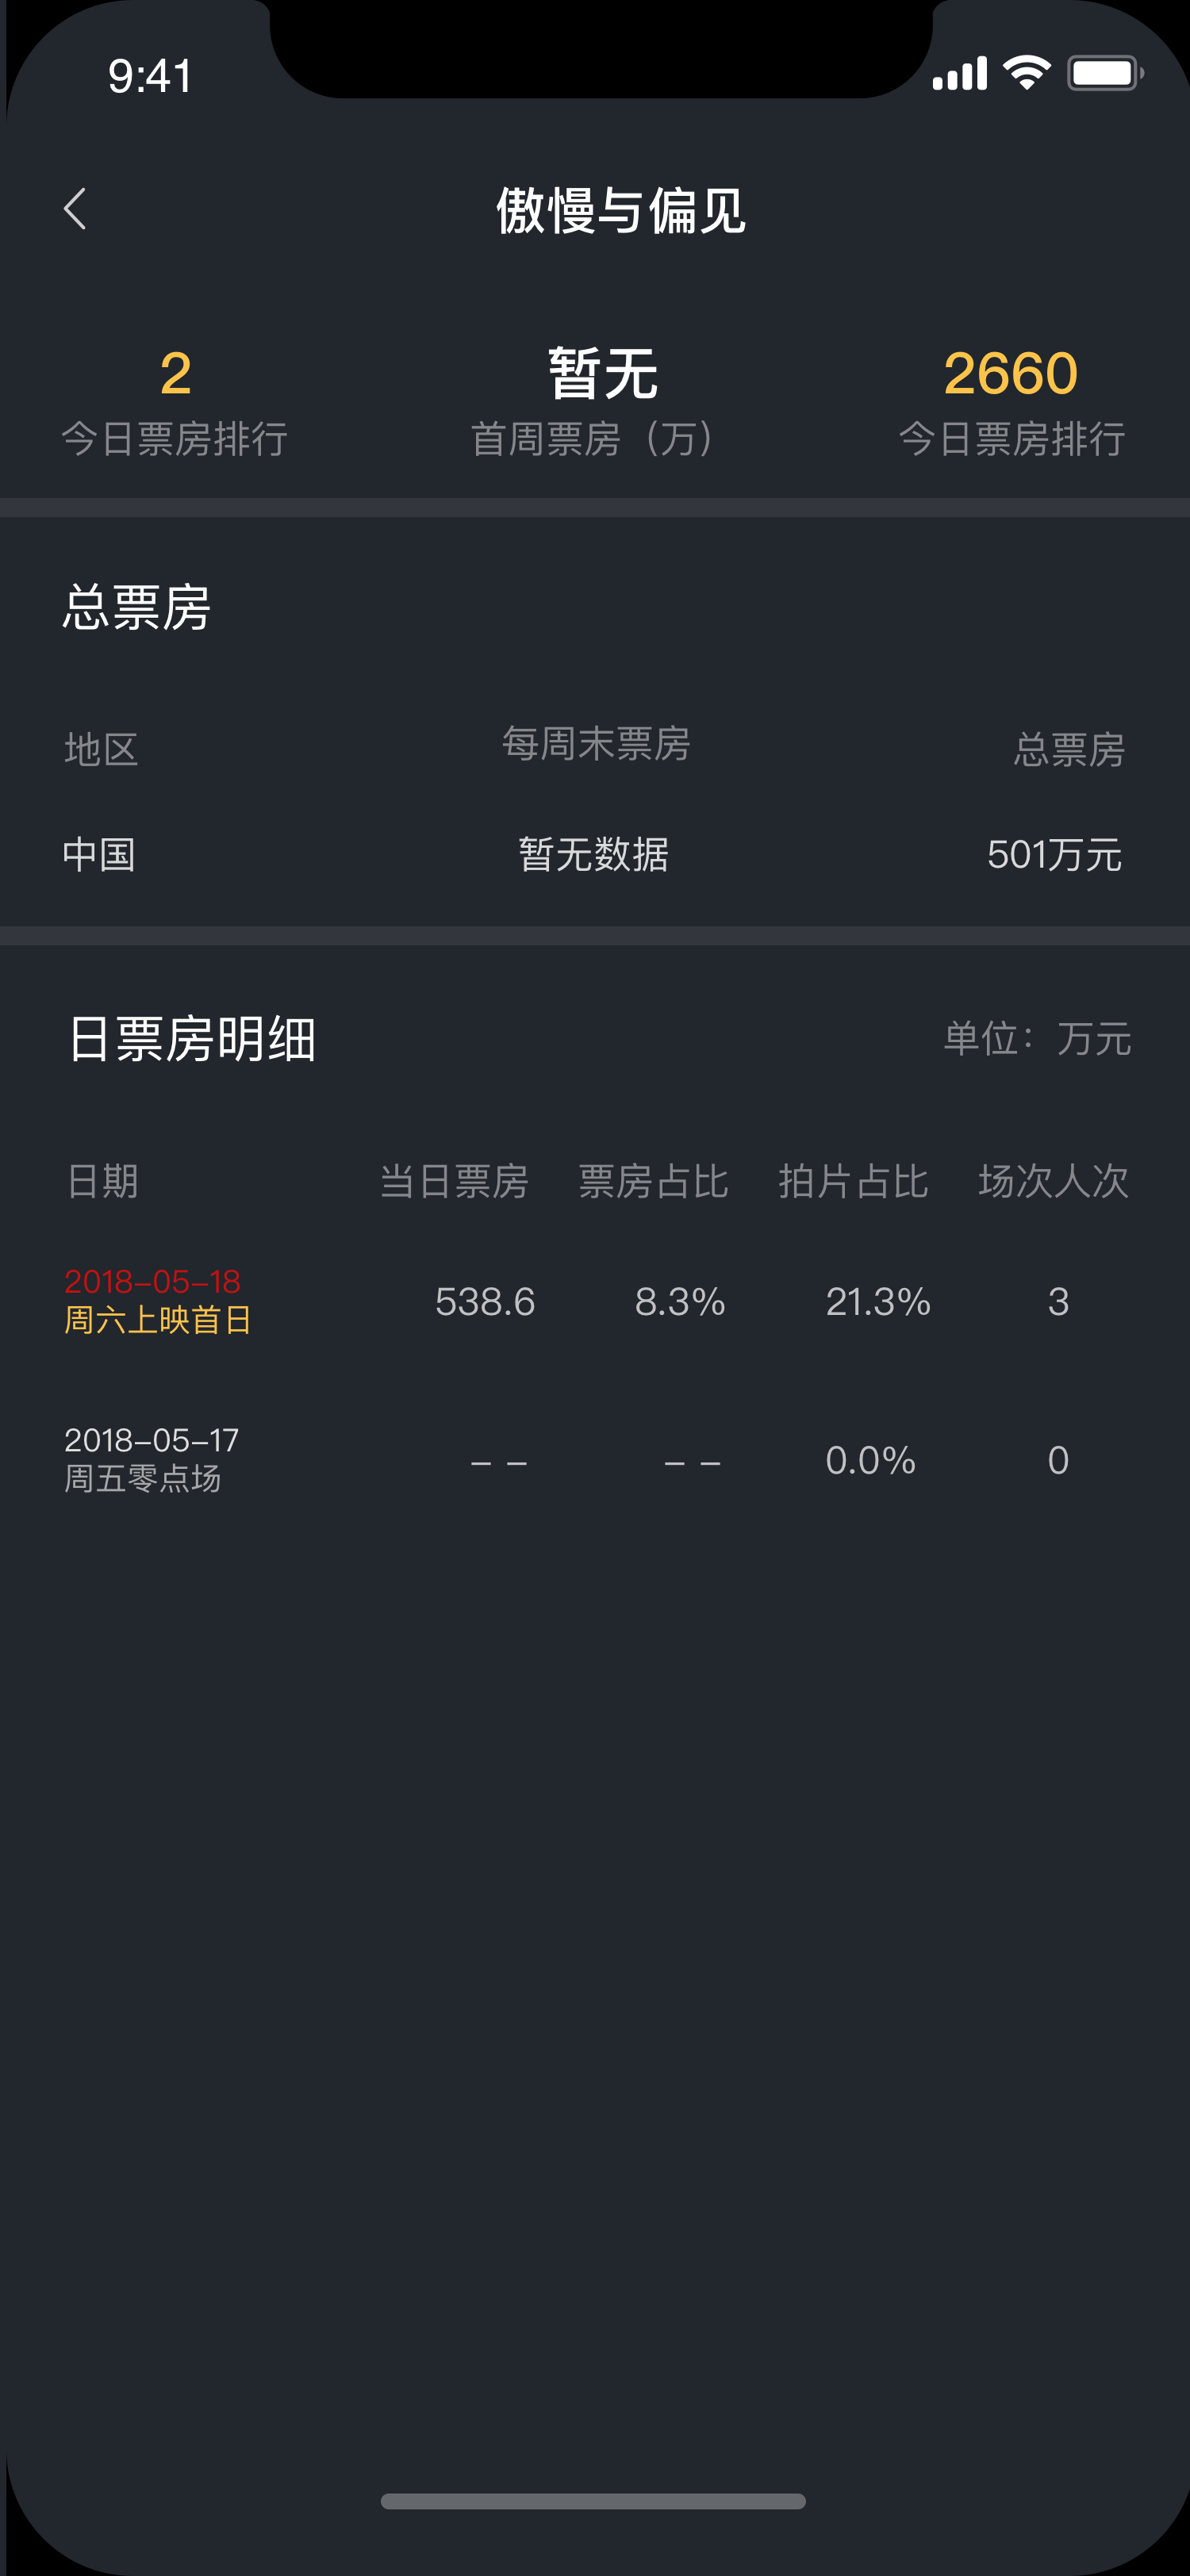 9:41
傲慢与偏见
2 暂无 2660
今日票房排行 首周票房（万） 今日票房排行
总票房
地区 每周末票房 总票房
中国 暂无数据 501万元
日票房明细 单位：万元
日期 当日票房 票房占比 拍片占比 场次人次
2018-05-18
周六上映首日 538.6 8.3% 21.3% 3
2018-05-17
周五零点场 – – – – 0.0% 0